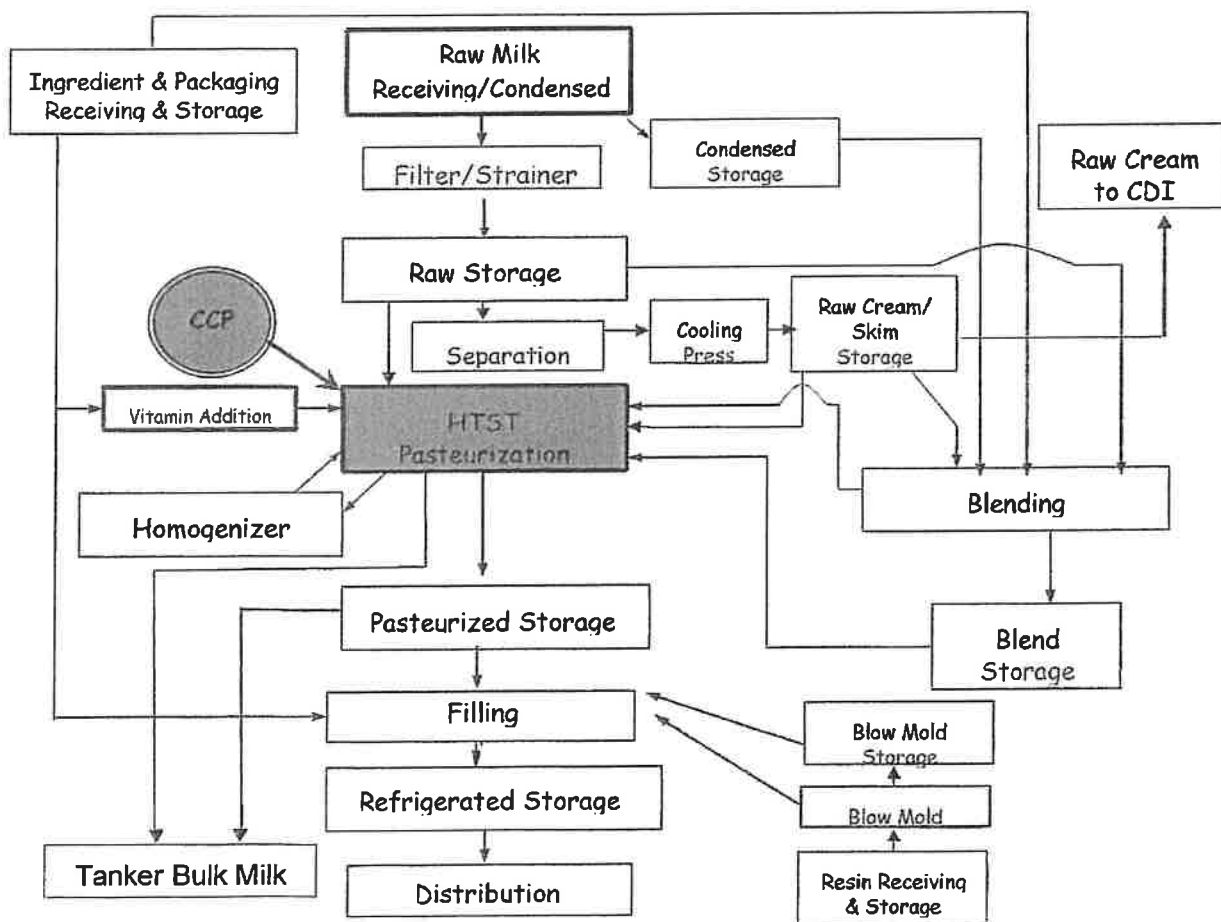 Ingredient & Packaging
Receiving & Storage
Raw Milk
Receiving/Condensed
Condensed
Storage
Raw Cream
to CDI
Filter/Strainer
Raw Storage
CCP
Separation
Cooling
Press
Raw Cream/
Skim
Storage
Vitamin Addition
HTST
Pasteurization
Homogenizer
Blending
Pasteurized Storage
Blend
Storage
Filling
Blow Mold
Storage
Refrigerated Storage
Blow Mold
Tanker Bulk Milk
Distribution
Resin Receiving
& Storage